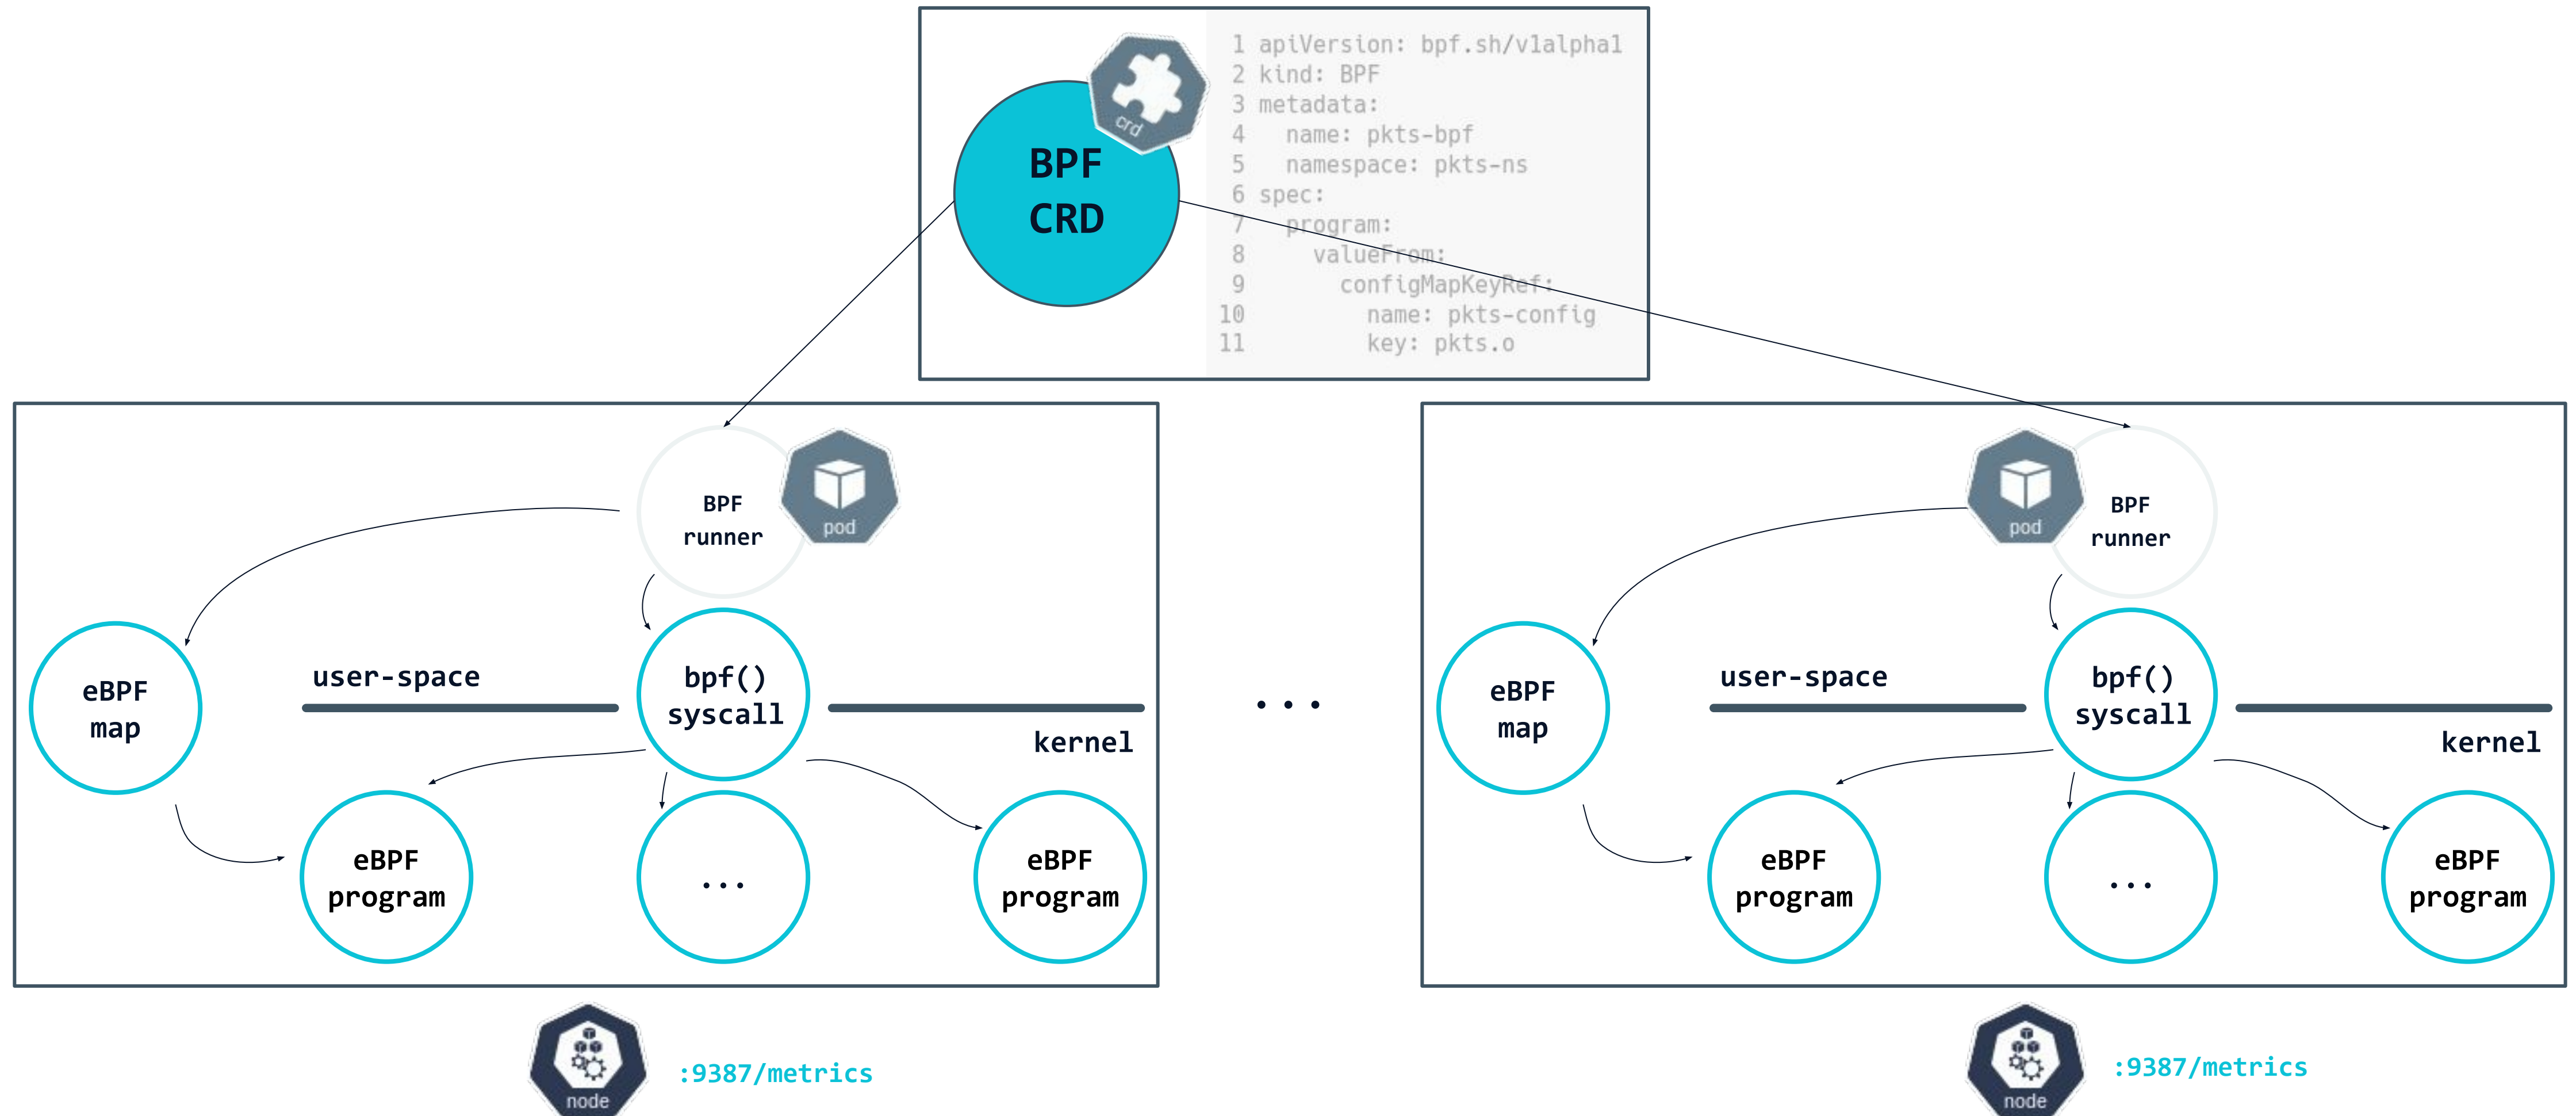 crd
BPF
CRD
1 apiVersion: bpf.sh/v1alpha1
2 kind: BPF
3 metadata:
4   name: pkts-bpf
5   namespace: pkts-ns
6 spec:
7   program:
8     valueFrom:
9       configMapKeyRef:
10         name: pkts-config
11         key: pkts.o
BPF
runner
pod
eBPF
map
user-space
bpf()
syscall
kernel
eBPF
program
...
eBPF
program
node
:9387/metrics
...
pod
BPF
runner
eBPF
map
user-space
bpf()
syscall
kernel
eBPF
program
...
eBPF
program
node
:9387/metrics